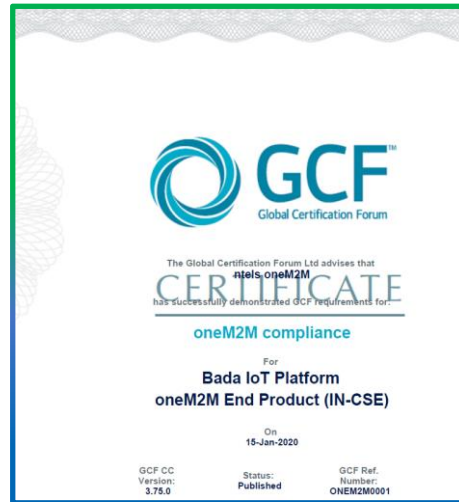 GCF™
Global Certification Forum
The Global Certification Forum Ltd advises that
ntels oneM2M
CERTIFICATE
has successfully demonstrated GCF requirements for:
oneM2M compliance
For
Bada IoT Platform
oneM2M End Product (IN-CSE)
On
15-Jan-2020
GCF CC
Version:
3.75.0
Status:
Published
GCF Ref.
Number:
ONEM2M0001